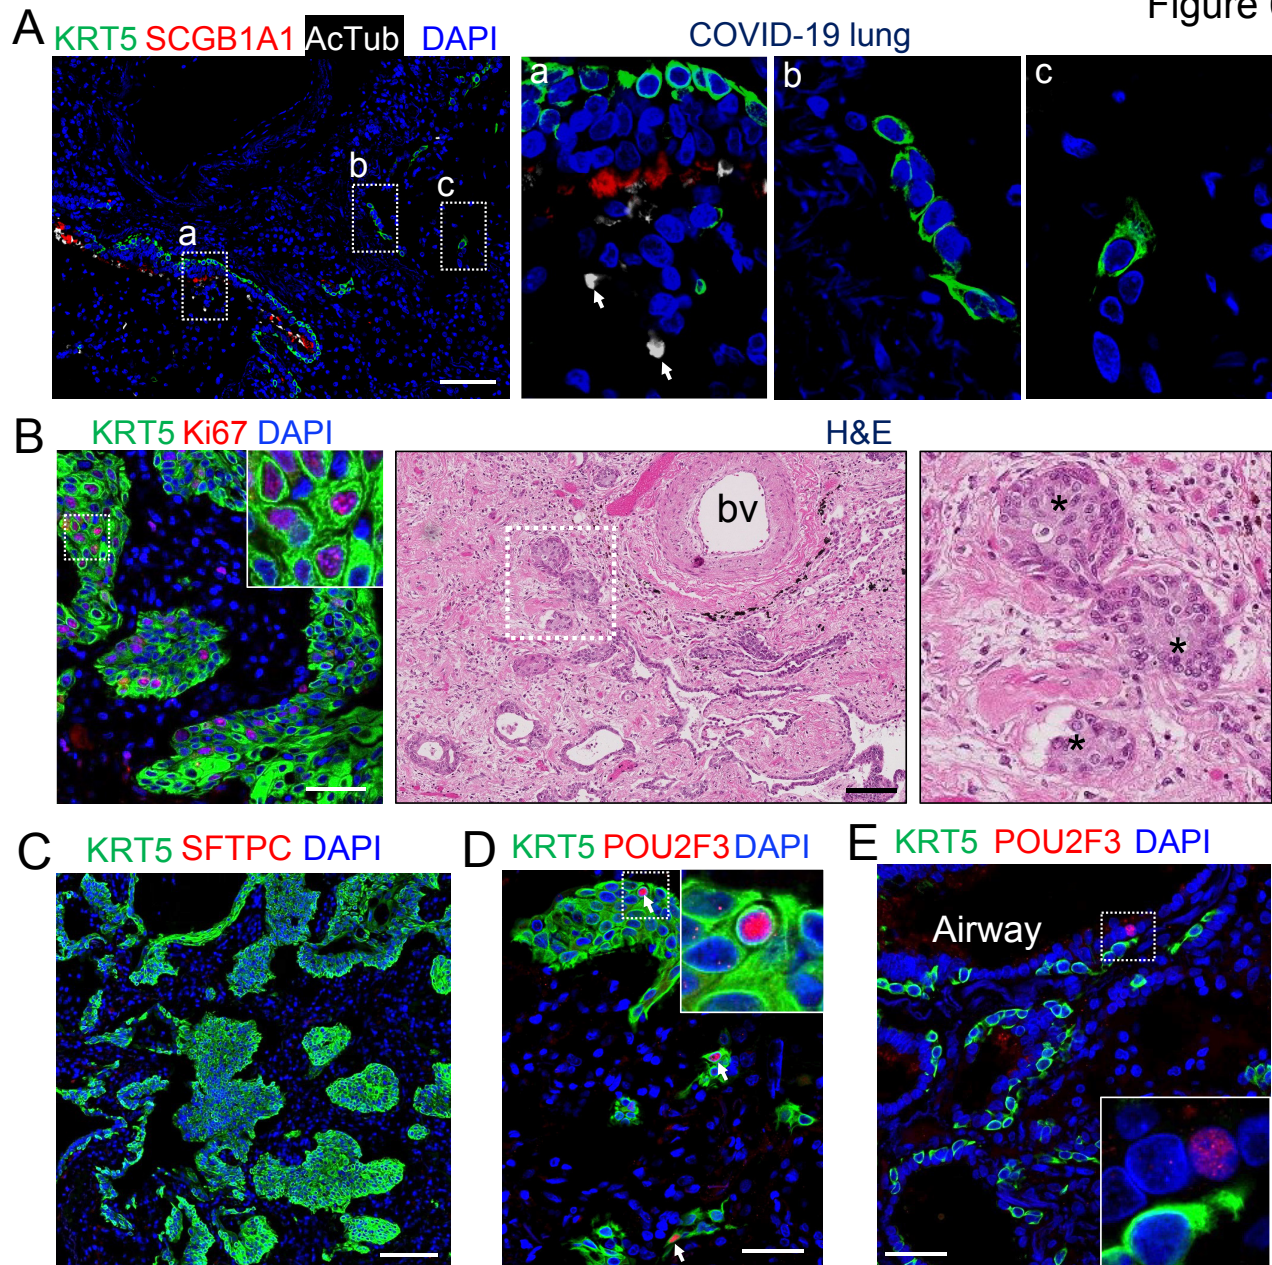 Figure
A
KRT5 SCGB1A1 AcTub DAPI
COVID-19 lung
a
b
c
a
b
c
B
KRT5 Ki67 DAPI
H&E
bv
*
*
*
C
KRT5 SFTPC DAPI
D
KRT5 POU2F3 DAPI
E
KRT5 POU2F3 DAPI
Airway